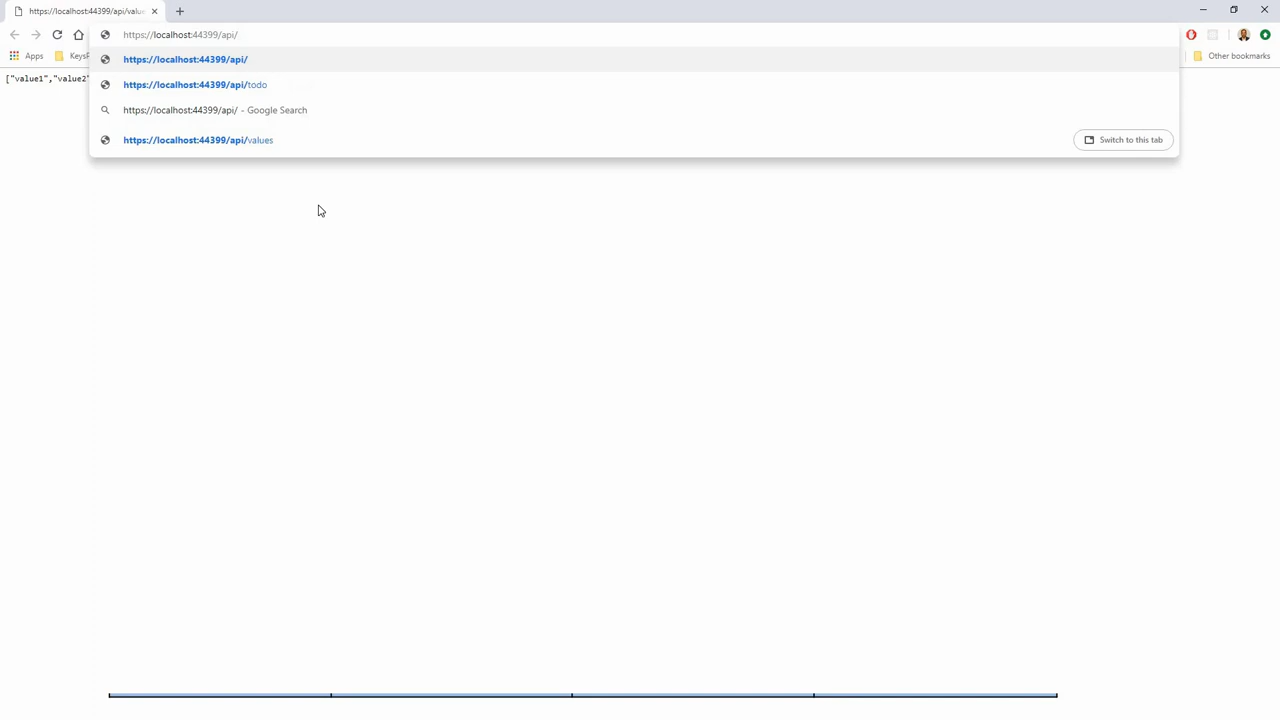 https://localhost:44399/api/valu
https://localhost:44399/api/
https://localhost:44399/api/
Apps
Other bookmarks
["value1","value2"
https://localhost:44399/api/todo
https://localhost:44399/api/ - Google Search
https://localhost:44399/api/values
Switch to this tab